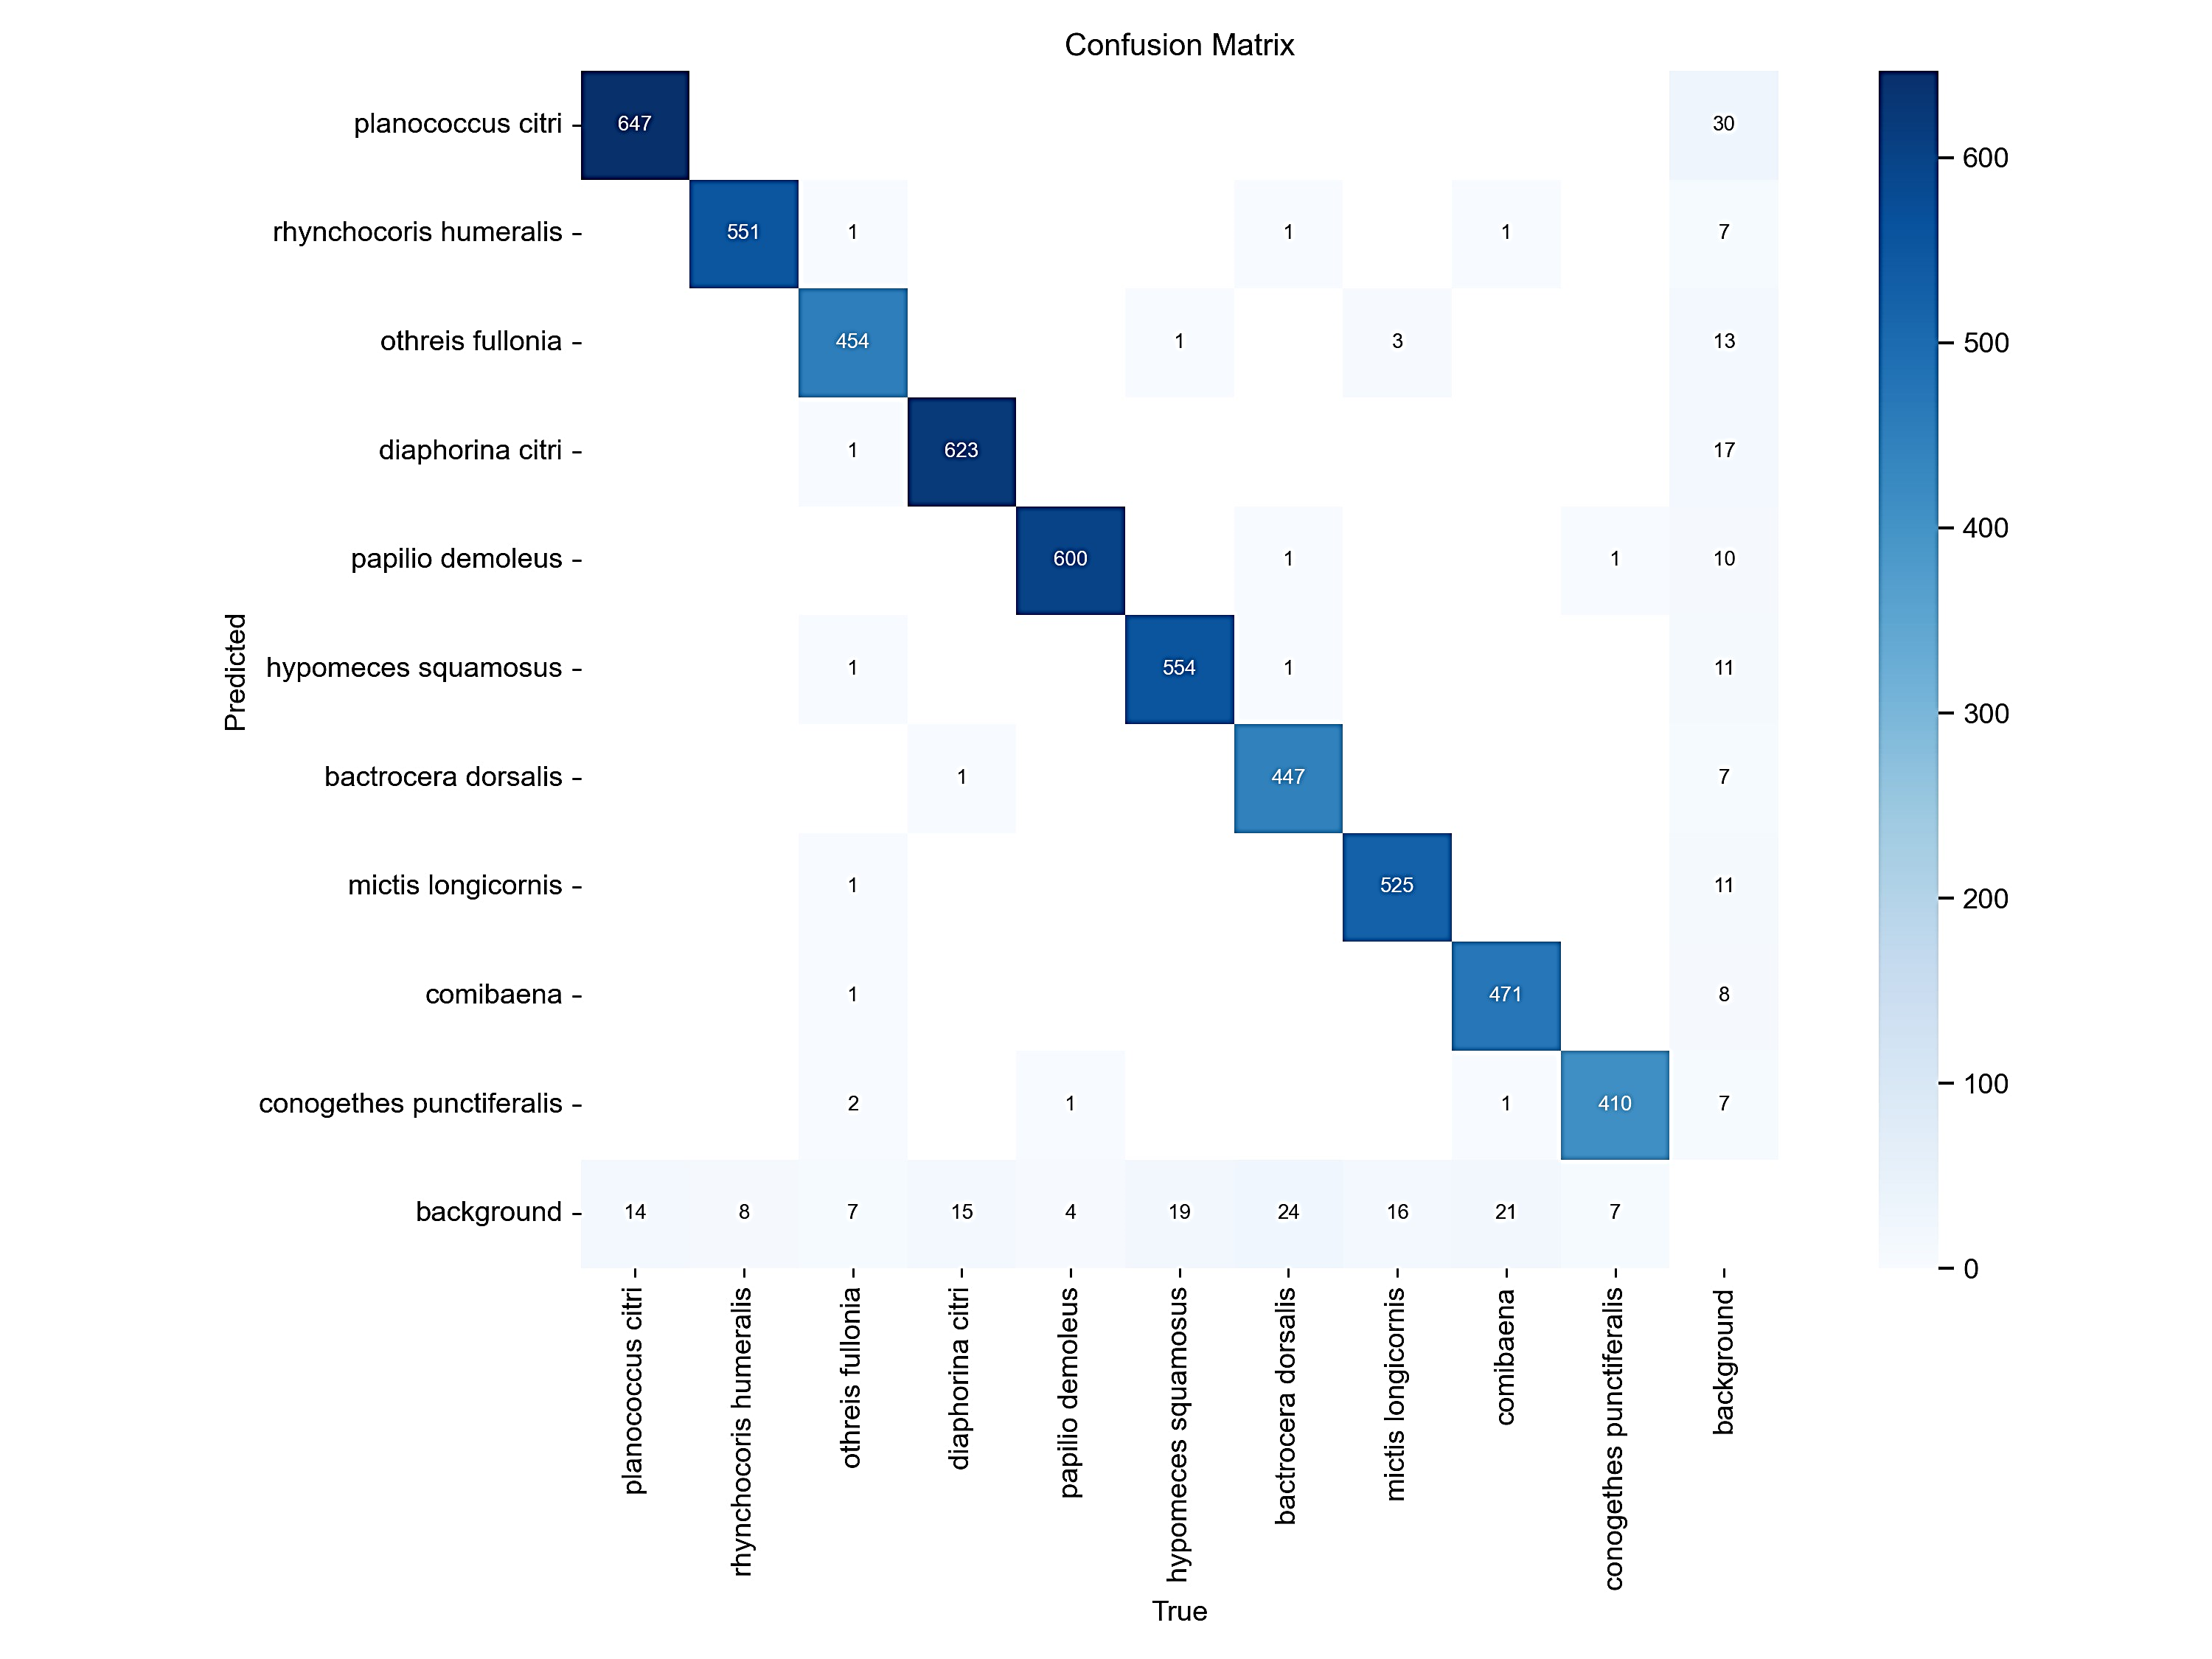 Confusion Matrix
Predicted
planococcus citri 647 30
rhynchocoris humeralis 551 1 1 1 7
othreis fullonia 454 1 3 13
diaphorina citri 1 623 17
papilio demoleus 600 1 1 10
hypomeces squamosus 1 554 1 11
bactrocera dorsalis 1 447 7
mictis longicornis 1 525 11
comibaena 1 471 8
conogethes punctiferalis 2 1 1 410 7
background 14 8 7 15 4 19 24 16 21 7
planococcus citri
rhynchocoris humeralis
othreis fullonia
diaphorina citri
papilio demoleus
hypomeces squamosus
bactrocera dorsalis
mictis longicornis
comibaena
conogethes punctiferalis
background
True
600
500
400
300
200
100
0